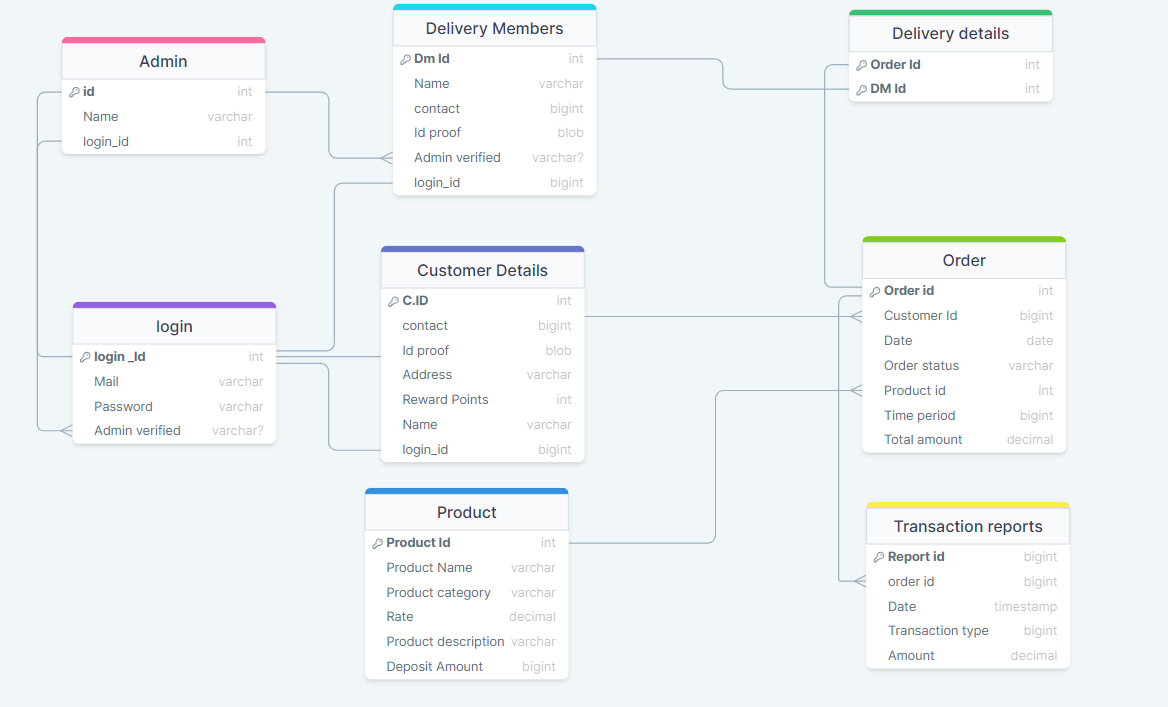 Admin
id int
Name varchar
login_id int
Delivery Members
Dm Id int
Name varchar
contact bigint
Id proof blob
Admin verified varchar?
login_id bigint
Delivery details
Order Id int
DM Id int
login
login _Id int
Mail varchar
Password varchar
Admin verified varchar?
Customer Details
C.ID int
contact bigint
Id proof blob
Address varchar
Reward Points int
Name varchar
login_id bigint
Order
Order id int
Customer Id bigint
Date date
Order status varchar
Product id int
Time period bigint
Total amount decimal
Product
Product Id int
Product Name varchar
Product category varchar
Rate decimal
Product description varchar
Deposit Amount bigint
Transaction reports
Report id bigint
order id bigint
Date timestamp
Transaction type bigint
Amount decimal